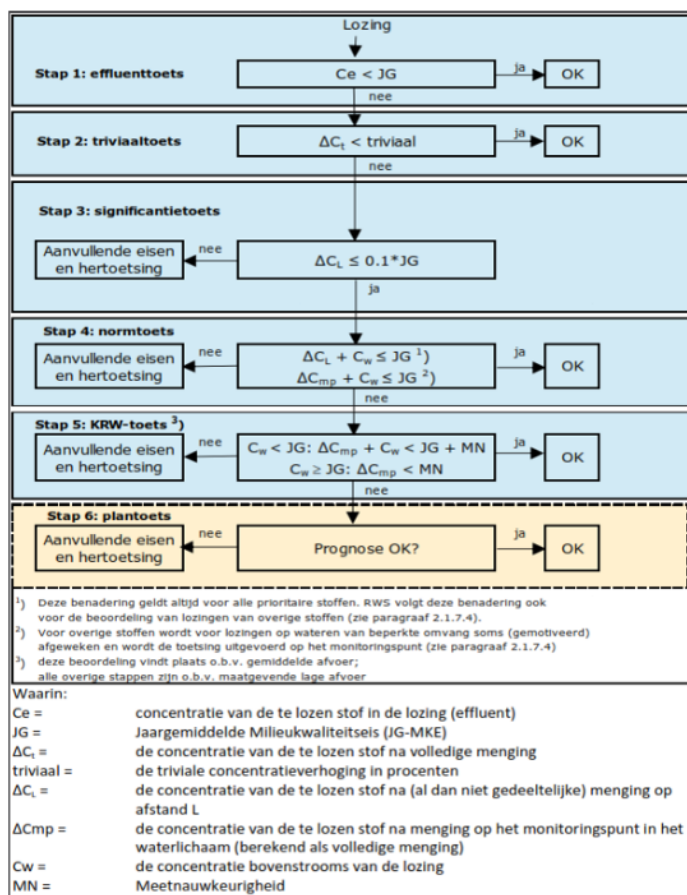 Lozing
Stap 1: effluenttoets
Ce < JG
ja
OK
nee
Stap 2: triviaaltoets
ΔCt < triviaal
ja
OK
nee
Stap 3: significantietoets
Aanvullende eisen
en hertoetsing
nee
ΔCL ≤ 0.1*JG
ja
Stap 4: normtoets
Aanvullende eisen
en hertoetsing
nee
ΔCL + Cw ≤ JG 1)
ΔCmp + Cw ≤ JG 2)
ja
OK
nee
Stap 5: KRW-toets 3)
Aanvullende eisen
en hertoetsing
nee
Cw < JG: ΔCmp + Cw < JG + MN
Cw ≥ JG: ΔCmp < MN
ja
OK
nee
Stap 6: plantoets
Aanvullende eisen
en hertoetsing
nee
Prognose OK?
ja
OK
1) Deze benadering geldt altijd voor alle prioritaire stoffen. RWS volgt deze benadering ook
voor de beoordeling van lozingen van overige stoffen (zie paragraaf 2.1.7.4).
2) Voor overige stoffen wordt voor lozingen op wateren van beperkte omvang soms (gemotiveerd)
afgeweken en wordt de toetsing uitgevoerd op het monitoringspunt (zie paragraaf 2.1.7.4)
3) deze beoordeling vindt plaats o.b.v. gemiddelde afvoer;
alle overige stappen zijn o.b.v. maatgevende lage afvoer
Waarin:
Ce = concentratie van de te lozen stof in de lozing (effluent)
JG = Jaargemiddelde Milieukwaliteitseis (JG-MKE)
ΔCt = de concentratie van de te lozen stof na volledige menging
triviaal = de triviale concentratieverhoging in procenten
ΔCL = de concentratie van de te lozen stof na (al dan niet gedeeltelijke) menging op
afstand L
ΔCmp = de concentratie van de te lozen stof na menging op het monitoringspunt in het
waterlichaam (berekend als volledige menging)
Cw = de concentratie bovenstrooms van de lozing
MN = Meetnauwkeurigheid